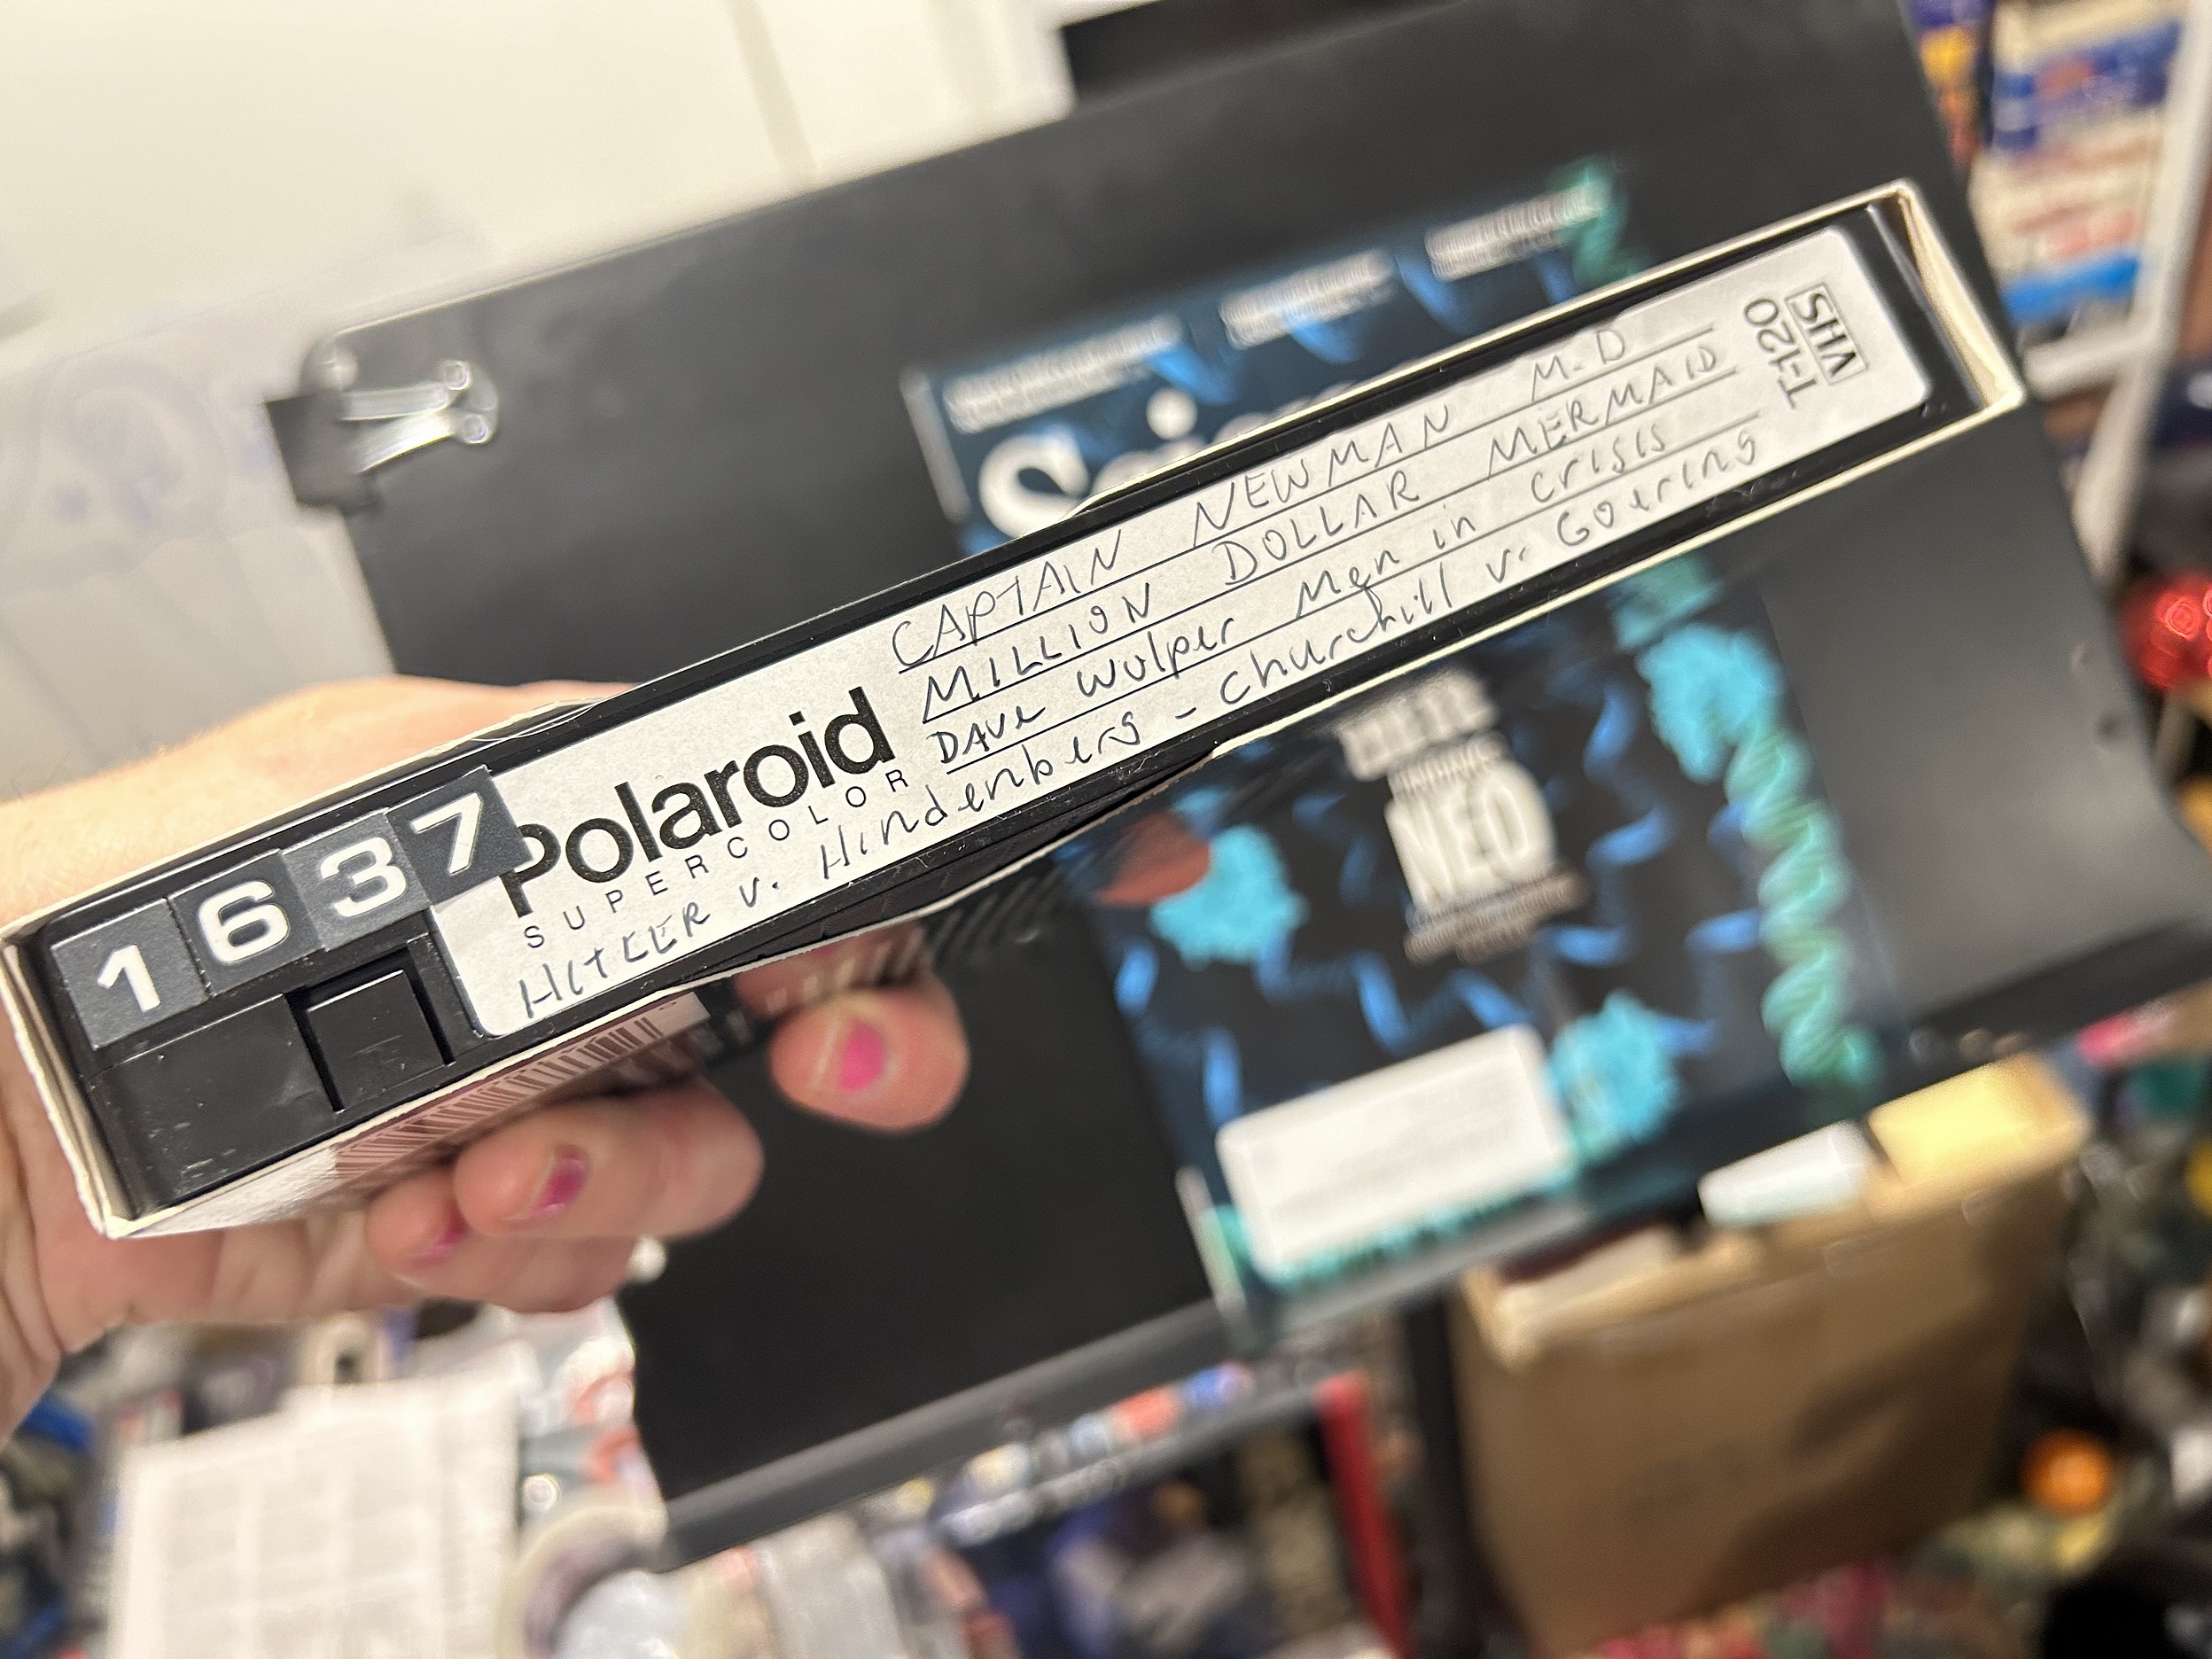 1637
Polaroid
SUPERCOLOR
CAPTAIN NEWMAN M.D
MILLION DOLLAR MERMAID
DAVE Wolper Men in Crisis
HITLER v. Hindenberg - Churchill v. Goering
T-120
VHS
NEO